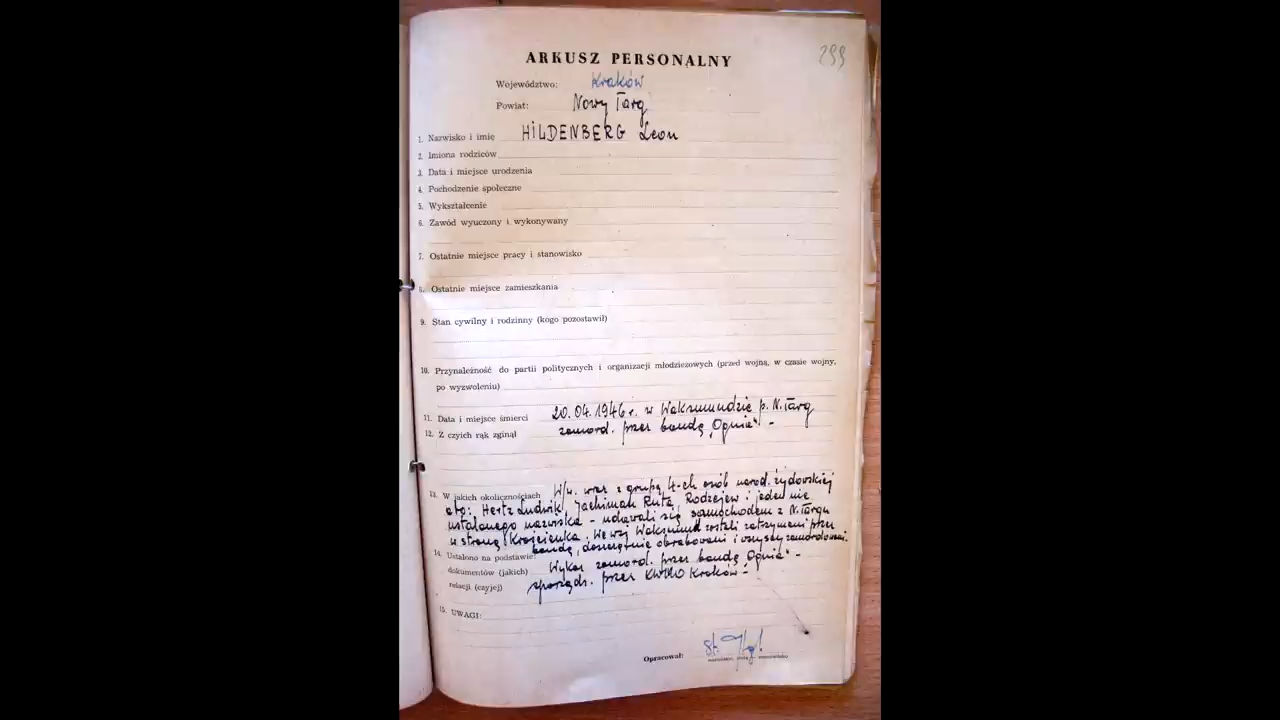 299
ARKUSZ PERSONALNY
Województwo: Kraków
Powiat: Nowy Targ
1. Nazwisko i imię HILDENBERG Leon
2. Imiona rodziców
3. Data i miejsce urodzenia
4. Pochodzenie społeczne
5. Wykształcenie
6. Zawód wyuczony i wykonywany
7. Ostatnie miejsce pracy i stanowisko
8. Ostatnie miejsce zamieszkania
9. Stan cywilny i rodzinny (kogo pozostawił)
10. Przynależność do partii politycznych i organizacji młodzieżowych (przed wojną, w czasie wojny,
po wyzwoleniu)
11. Data i miejsce śmierci 20.04.1946 r. w Waksmundzie p. N.Targ
12. Z czyich rąk zginął zamord. przez bandę „Ognia" -
13. W jakich okolicznościach W/w. wraz z grupą 4-ch osób narod. żydowskiej
Hertz Ludwik, Jachimak Ruta, Rodzejew i jeden nie
ustalonego nazwiska - udawali się samochodem z N.Targu
w stronę Krościenka. We wsi Waksmund zostali zatrzymani przez
bandę, doszczętnie obrabowani i wszyscy zamordowani.
14. Ustalono na podstawie:
dokumentów (jakich) Wykaz zamord. przez bandę „Ognia" -
relacji (czyjej) sporządz. przez KWMO Kraków -
15. UWAGI:
Opracował: St.